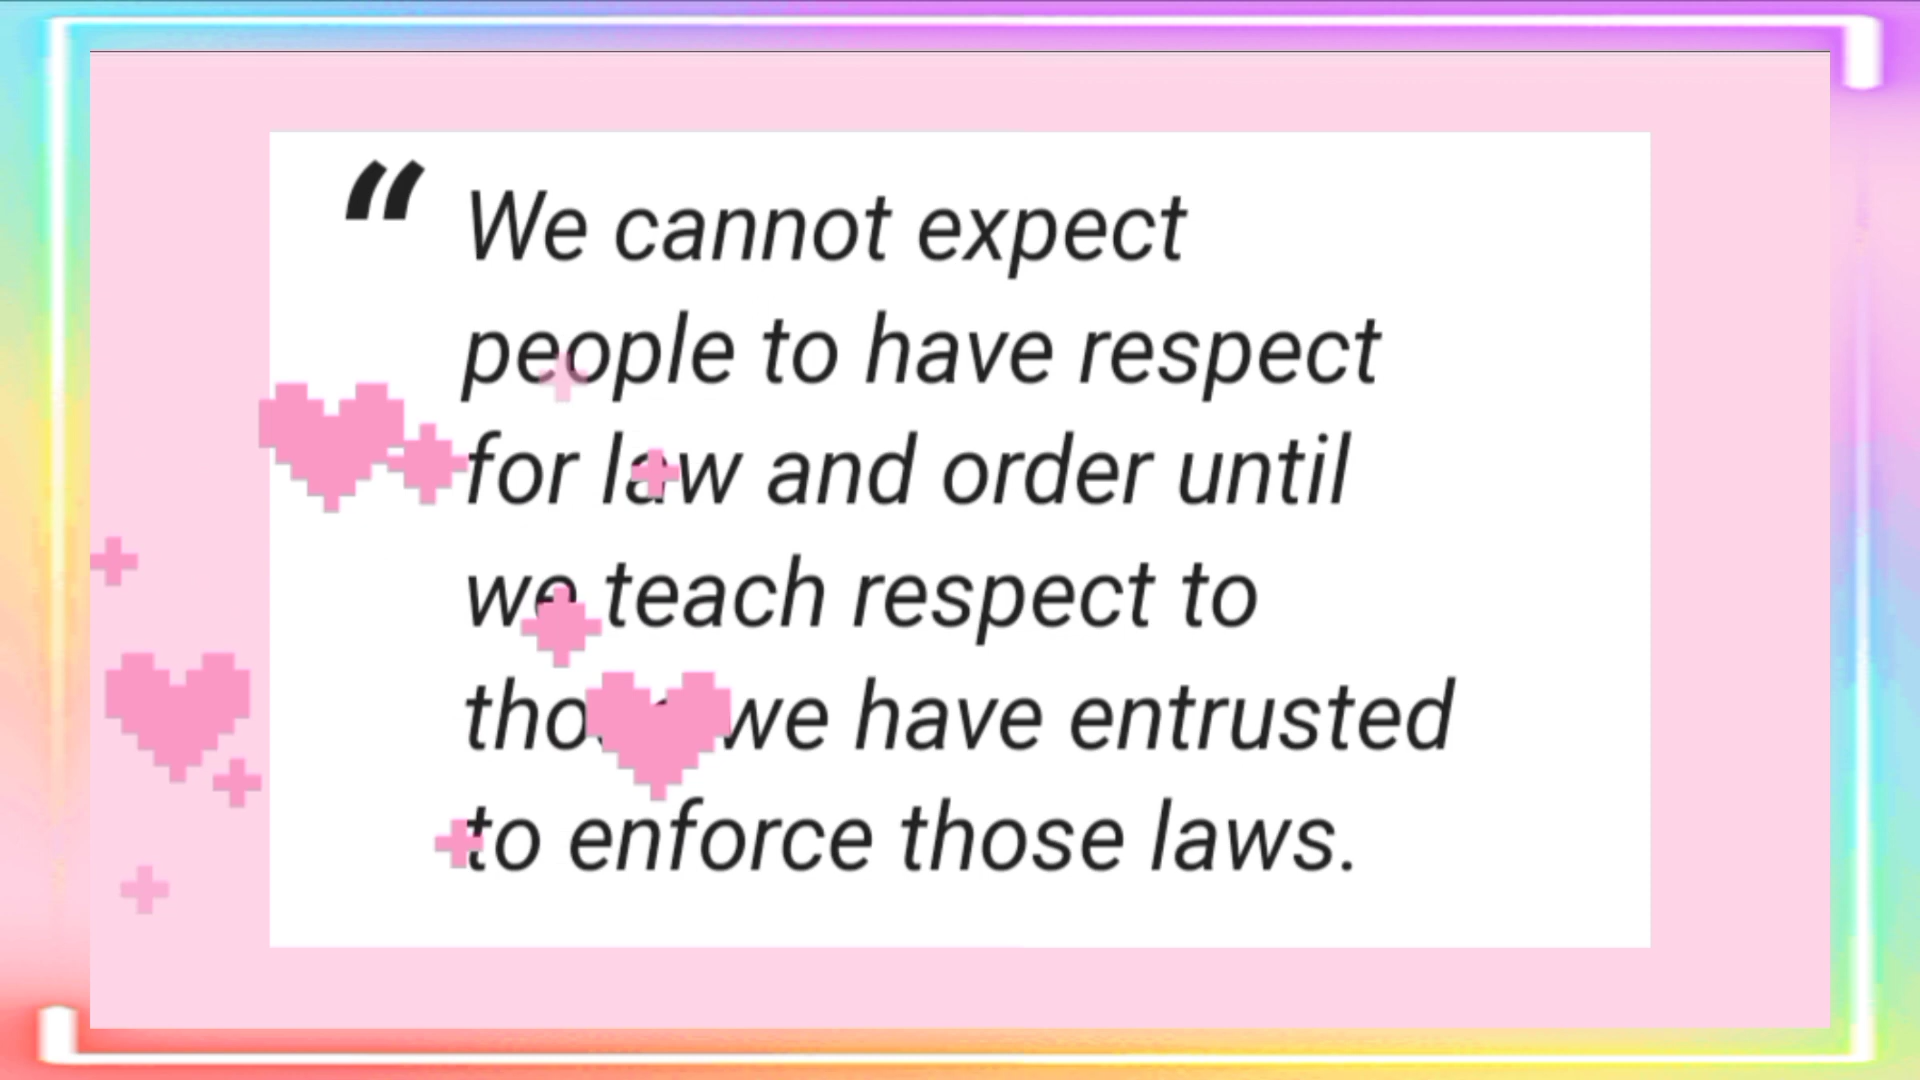 “ We cannot expect
people to have respect
for law and order until
we teach respect to
those we have entrusted
to enforce those laws.